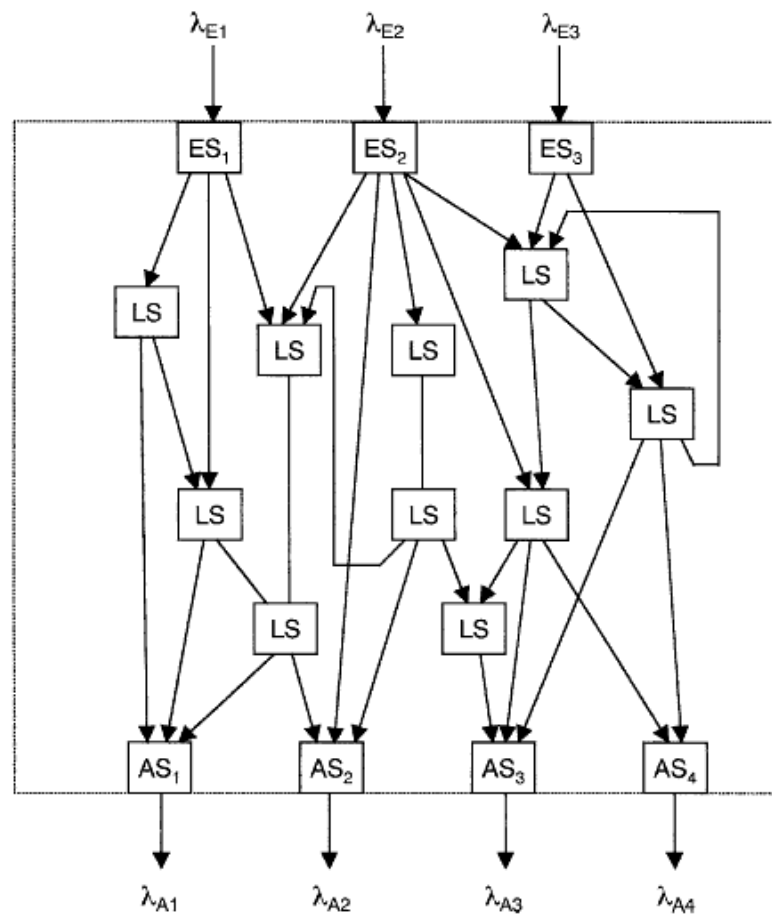 λE1 λE2 λE3
ES1 ES2 ES3
LS
LS
LS LS
LS
LS LS LS
LS LS
AS1 AS2 AS3 AS4
λA1 λA2 λA3 λA4